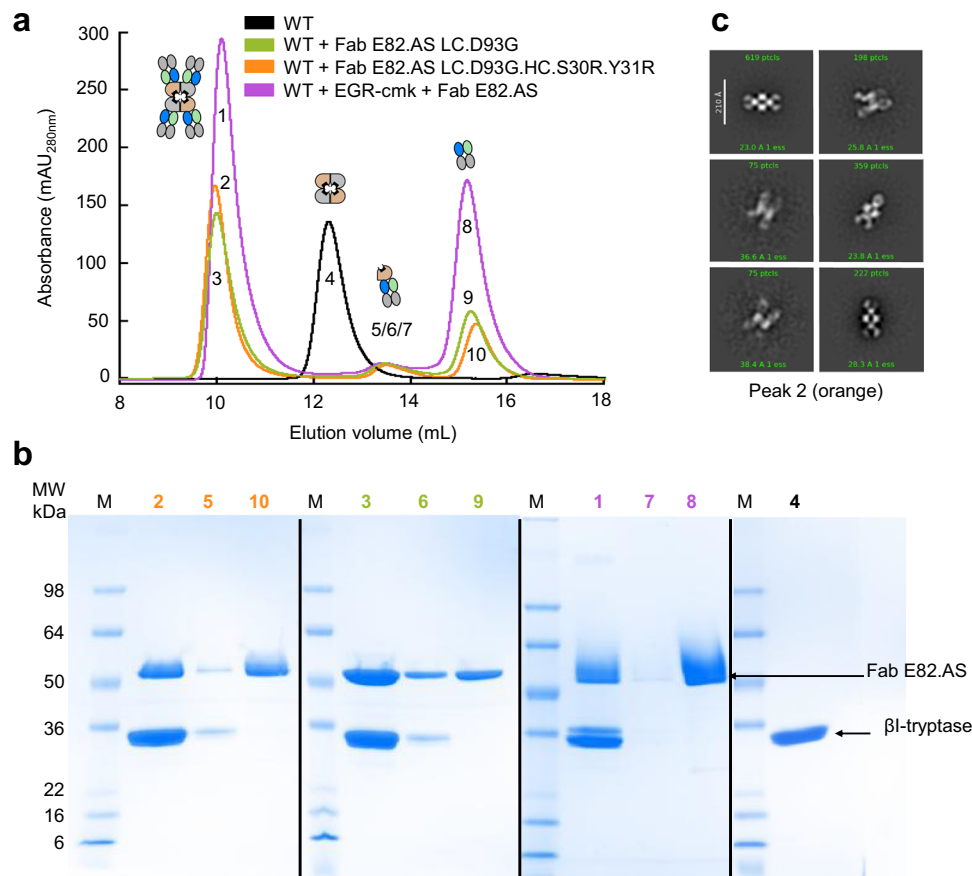 a
WT
WT + Fab E82.AS LC.D93G
WT + Fab E82.AS LC.D93G.HC.S30R.Y31R
WT + EGR-cmk + Fab E82.AS
Absorbance (mAU280nm)
300
250
200
150
100
50
0
1
2
3
4
5/6/7
8
9
10
8 10 12 14 16 18
Elution volume (mL)
c
210 Å
619 ptcls
23.0 A 1 ess
198 ptcls
25.8 A 1 ess
75 ptcls
36.6 A 1 ess
359 ptcls
23.8 A 1 ess
75 ptcls
38.4 A 1 ess
227 ptcls
28.3 A 1 ess
Peak 2 (orange)
b
MW
kDa
M 2 5 10 M 3 6 9 M 1 7 8 M 4
98
64
50
36
22
16
6
Fab E82.AS
βI-tryptase